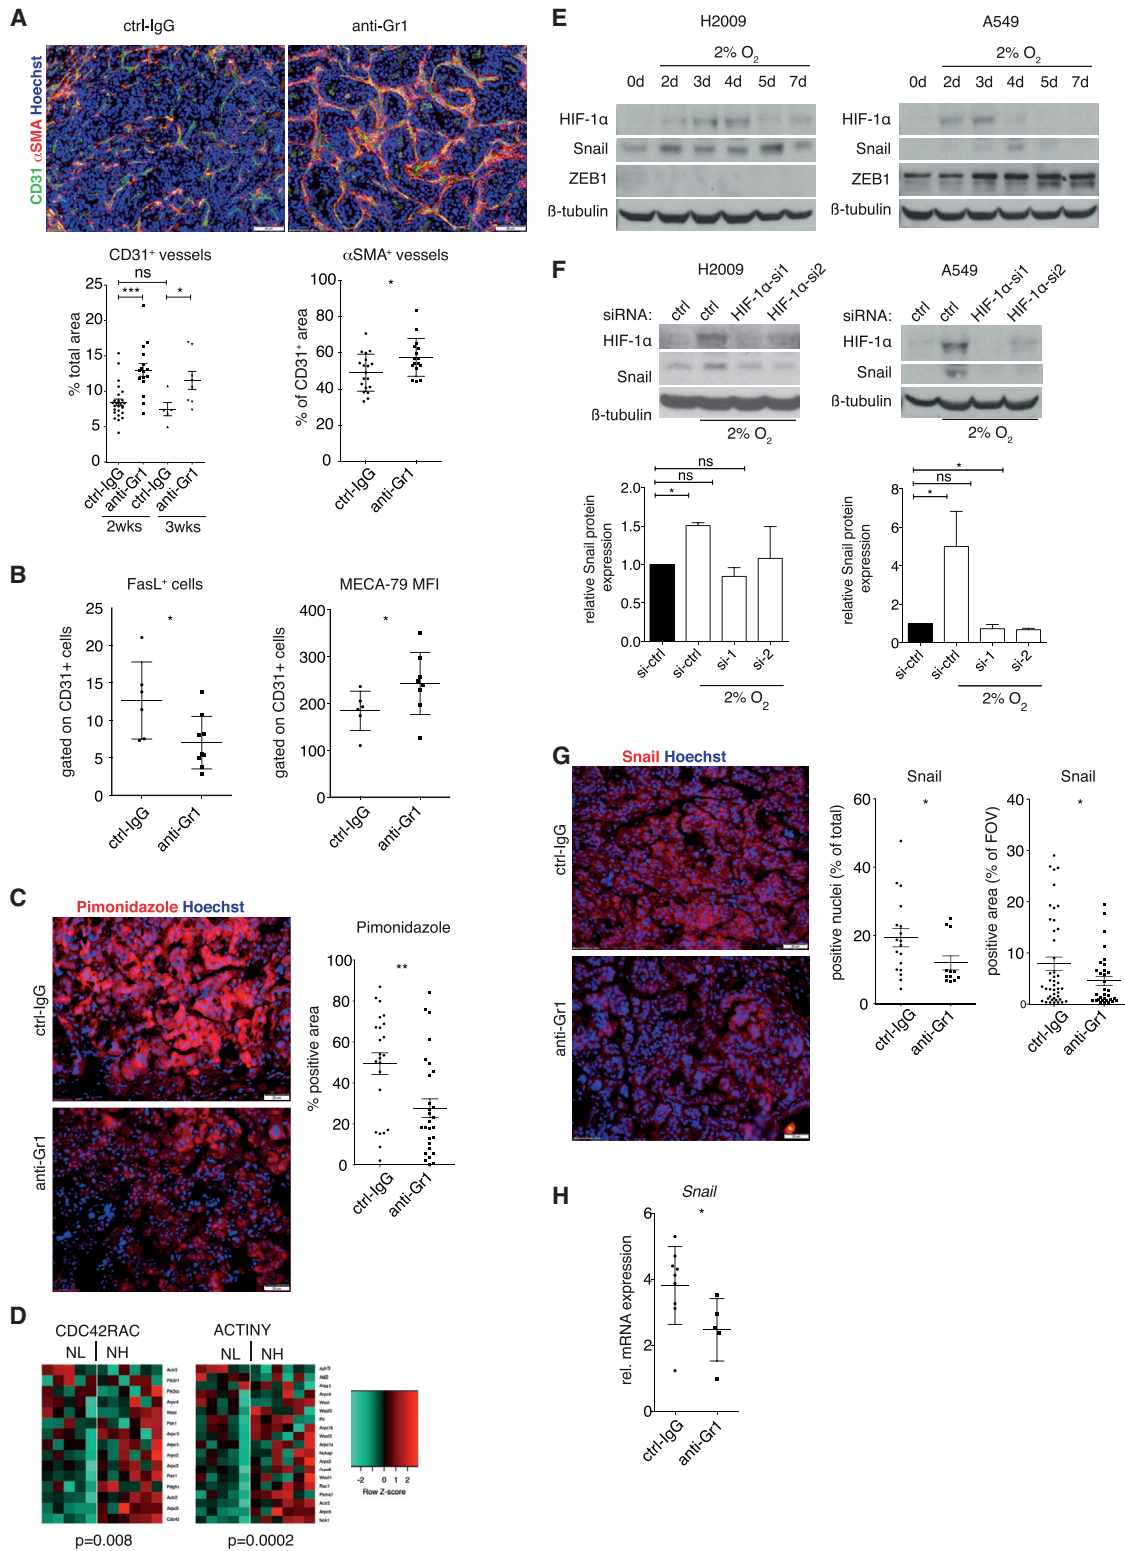 A
ctrl-IgG
anti-Gr1
CD31 αSMA Hoechst
CD31⁺ vessels
% total area
25
20
15
10
5
0
ns
***
*
ctrl-IgG
anti-Gr1
ctrl-IgG
anti-Gr1
2wks
3wks
αSMA⁺ vessels
% of CD31⁺ area
100
80
60
40
20
0
*
ctrl-IgG
anti-Gr1
B
FasL⁺ cells
gated on CD31+ cells
25
20
15
10
5
0
*
ctrl-IgG
anti-Gr1
MECA-79 MFI
gated on CD31+ cells
400
300
200
100
0
*
ctrl-IgG
anti-Gr1
C
Pimonidazole Hoechst
ctrl-IgG
anti-Gr1
Pimonidazole
% positive area
100
80
60
40
20
0
**
ctrl-IgG
anti-Gr1
D
CDC42RAC
NL
NH
p=0.008
ACTINY
NL
NH
p=0.0002
-2
0
1
2
Row Z-score
E
H2009
2% O₂
0d 2d 3d 4d 5d 7d
HIF-1α
Snail
ZEB1
ß-tubulin
A549
2% O₂
0d 2d 3d 4d 5d 7d
HIF-1α
Snail
ZEB1
ß-tubulin
F
H2009
siRNA:
ctrl
ctrl
HIF-1α-si1
HIF-1α-si2
HIF-1α
Snail
ß-tubulin
2% O₂
A549
siRNA:
ctrl
ctrl
HIF-1α-si1
HIF-1α-si2
HIF-1α
Snail
ß-tubulin
2% O₂
relative Snail protein
expression
2.0
1.5
1.0
0.5
0.0
ns
ns
*
si-ctrl
si-ctrl
si-1
si-2
2% O₂
relative Snail protein
expression
8
6
4
2
0
*
ns
*
si-ctrl
si-ctrl
si-1
si-2
2% O₂
G
Snail Hoechst
ctrl-IgG
anti-Gr1
Snail
positive nuclei (% of total)
60
40
20
0
*
ctrl-IgG
anti-Gr1
Snail
positive area (% of FOV)
40
30
20
10
0
*
ctrl-IgG
anti-Gr1
H
Snail
rel. mRNA expression
6
4
2
0
*
ctrl-IgG
anti-Gr1